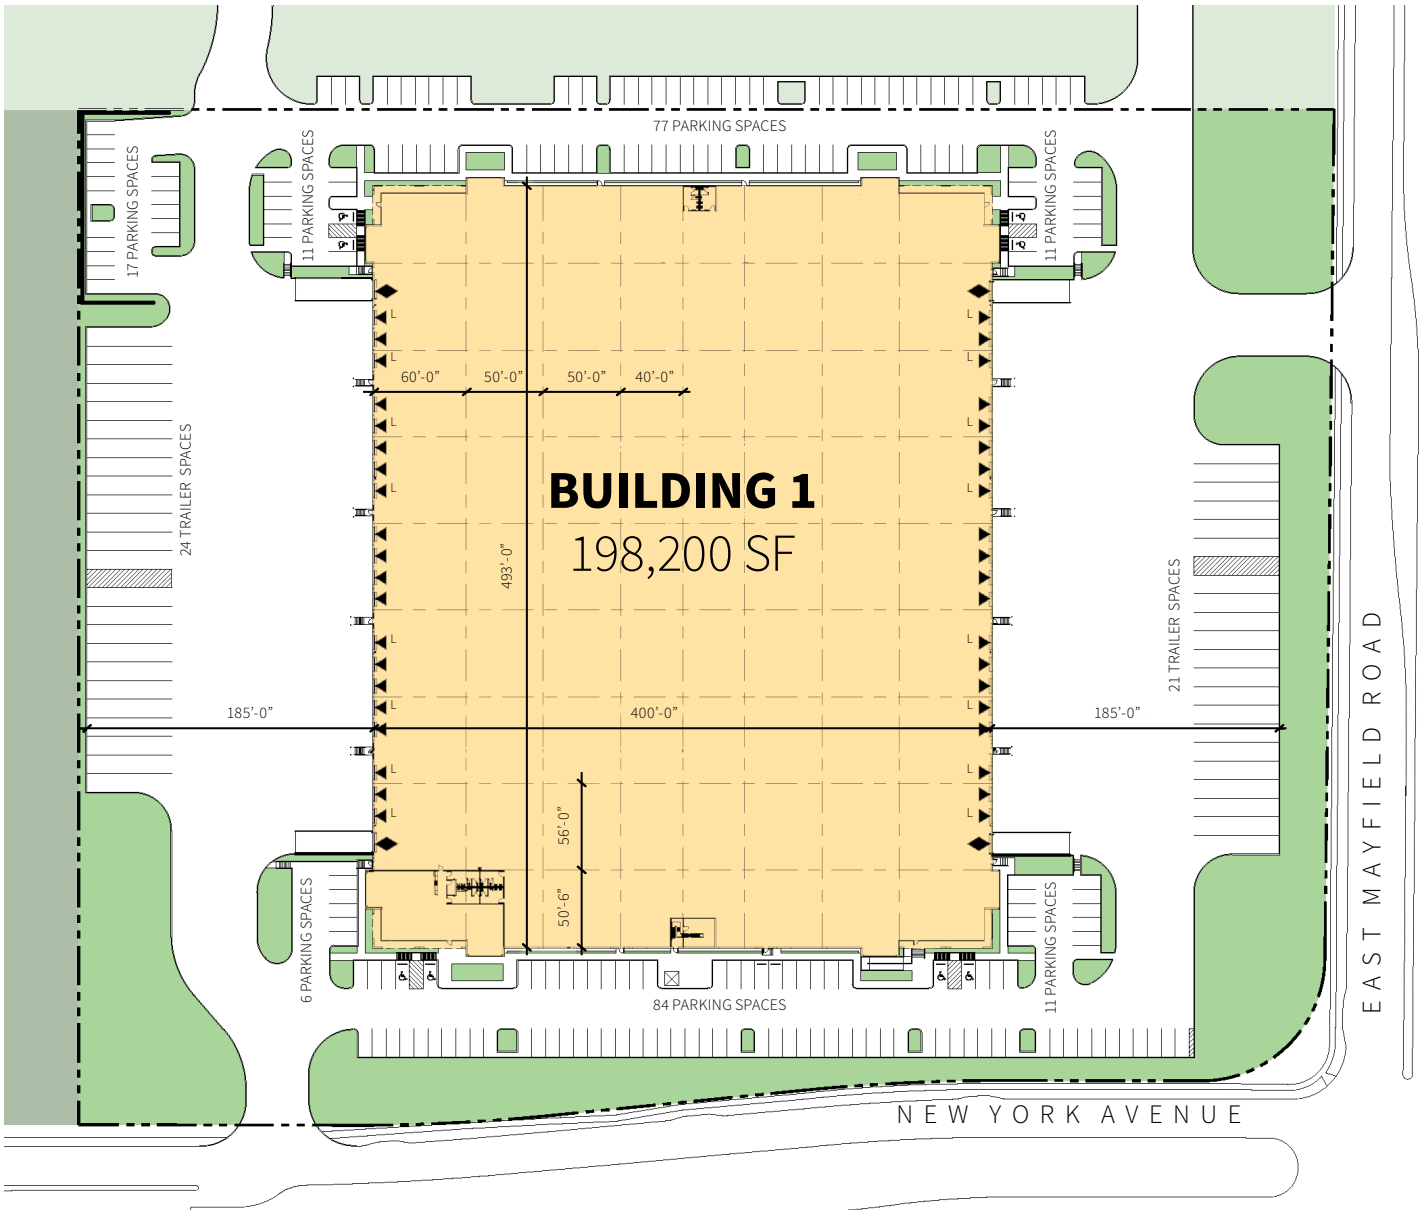 77 PARKING SPACES
17 PARKING SPACES
11 PARKING SPACES
11 PARKING SPACES
L
L
L
L
60'-0”
50'-0”
50'-0”
40'-0”
L
L
L
L
24 TRAILER SPACES
BUILDING 1
198,200 SF
493'-0”
21 TRAILER SPACES
EAST MAYFIELD ROAD
L
L
L
L
185'-0”
400'-0”
185'-0”
L
L
L
L
56'-0”
50'-6”
6 PARKING SPACES
11 PARKING SPACES
84 PARKING SPACES
NEW YORK AVENUE